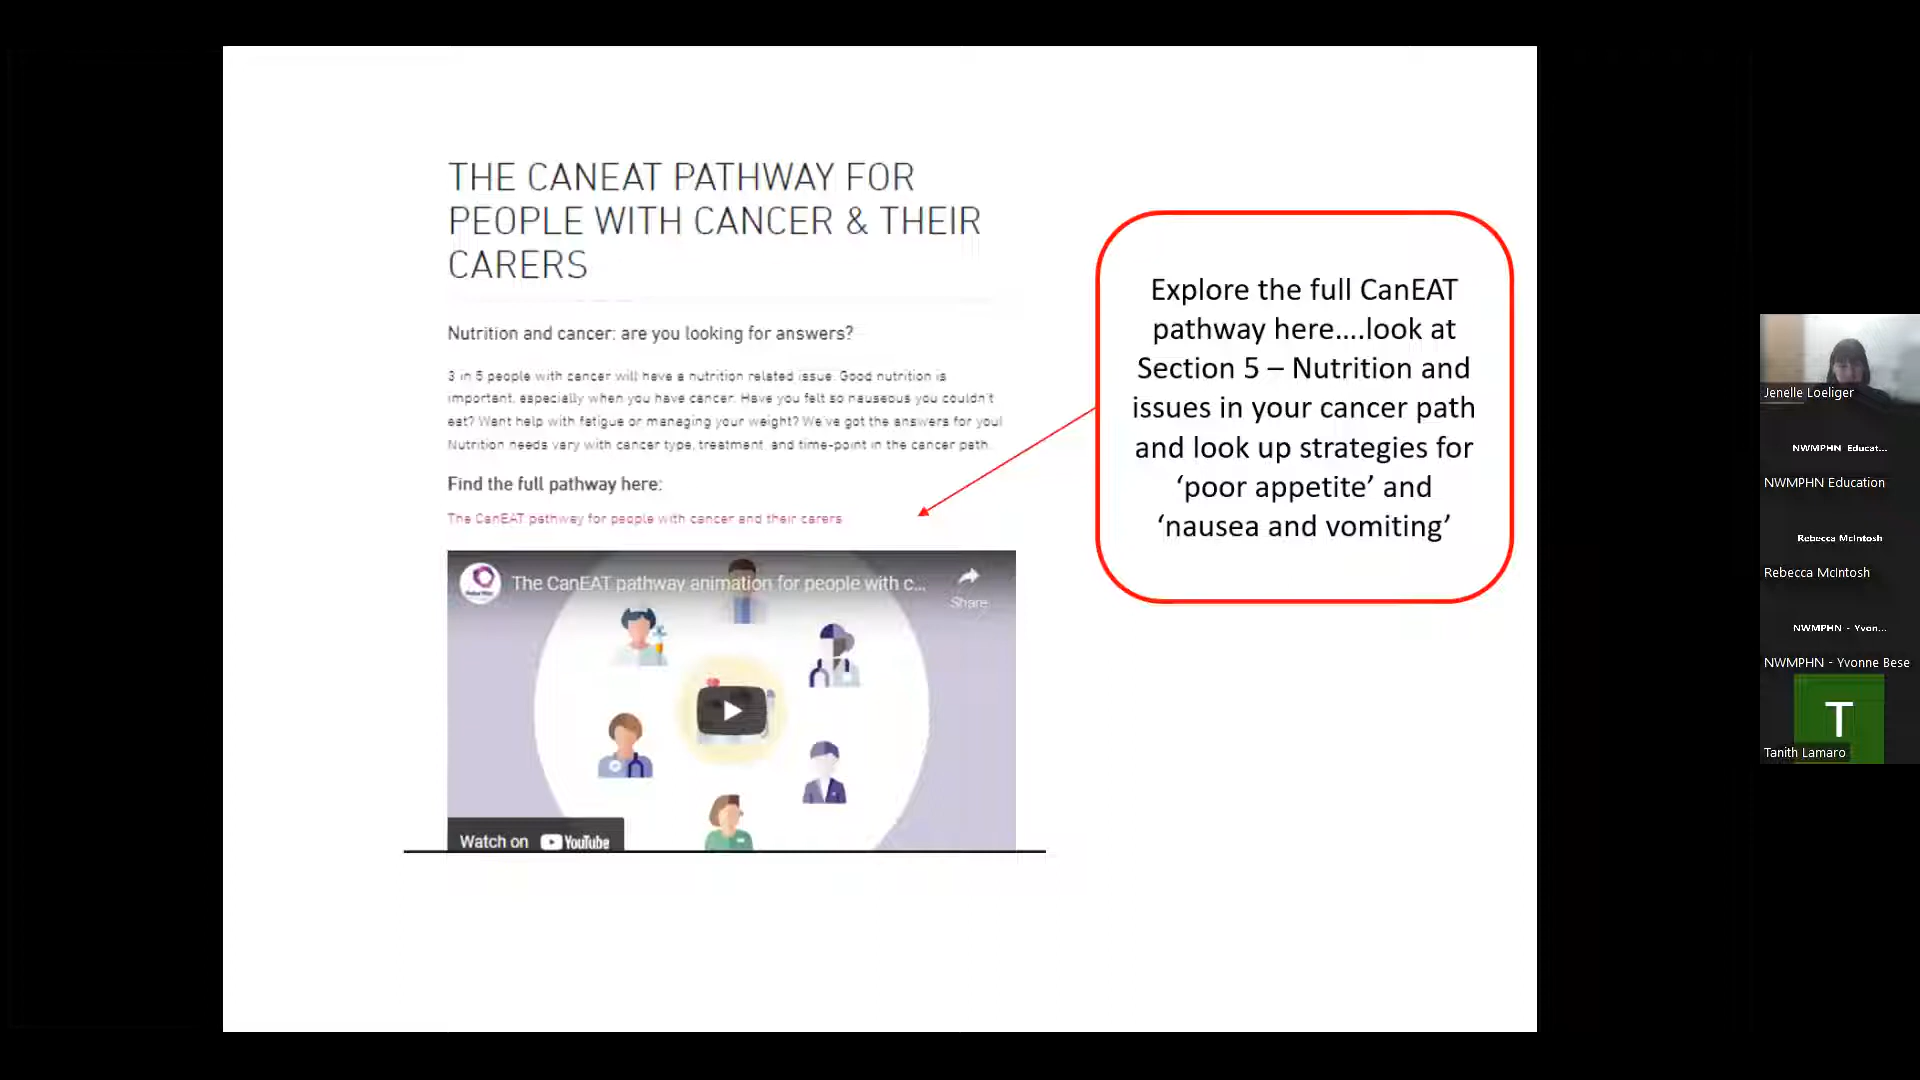 THE CANEAT PATHWAY FOR
PEOPLE WITH CANCER & THEIR
CARERS
Nutrition and cancer: are you looking for answers?
3 in 5 people with cancer will have a nutrition related issue. Good nutrition is
important, especially when you have cancer. Have you felt so nauseous you couldn't
eat? Want help with fatigue or managing your weight? We've got the answers for you!
Nutrition needs vary with cancer type, treatment, and time-point in the cancer path.
Find the full pathway here:
The CanEAT pathway for people with cancer and their carers
The CanEAT pathway animation for people with c...
Share
Watch on YouTube
Explore the full CanEAT
pathway here....look at
Section 5 – Nutrition and
issues in your cancer path
and look up strategies for
‘poor appetite’ and
‘nausea and vomiting’
Jenelle Loeliger
NWMPHN Educat...
NWMPHN Education
Rebecca McIntosh
Rebecca McIntosh
NWMPHN - Yvon...
NWMPHN - Yvonne Bese
T
Tanith Lamaro